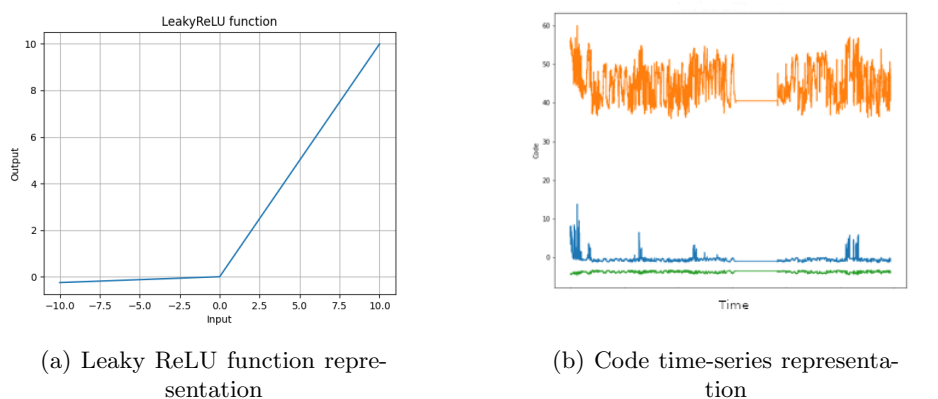 LeakyReLU function
10
8
6
4
2
0
Output
−10.0 −7.5 −5.0 −2.5 0.0 2.5 5.0 7.5 10.0
Input
(a) Leaky ReLU function repre-
sentation
60
50
40
30
20
10
0
Code
Time
(b) Code time-series representa-
tion